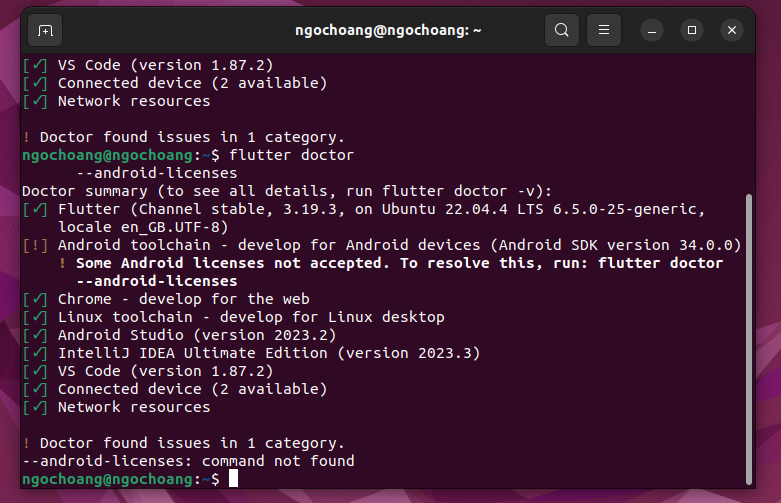 ngochoang@ngochoang: ~
[✓] VS Code (version 1.87.2)
[✓] Connected device (2 available)
[✓] Network resources
! Doctor found issues in 1 category.
ngochoang@ngochoang:~$ flutter doctor
--android-licenses
Doctor summary (to see all details, run flutter doctor -v):
[✓] Flutter (Channel stable, 3.19.3, on Ubuntu 22.04.4 LTS 6.5.0-25-generic,
locale en_GB.UTF-8)
[!] Android toolchain - develop for Android devices (Android SDK version 34.0.0)
! Some Android licenses not accepted. To resolve this, run: flutter doctor
--android-licenses
[✓] Chrome - develop for the web
[✓] Linux toolchain - develop for Linux desktop
[✓] Android Studio (version 2023.2)
[✓] IntelliJ IDEA Ultimate Edition (version 2023.3)
[✓] VS Code (version 1.87.2)
[✓] Connected device (2 available)
[✓] Network resources
! Doctor found issues in 1 category.
--android-licenses: command not found
ngochoang@ngochoang:~$